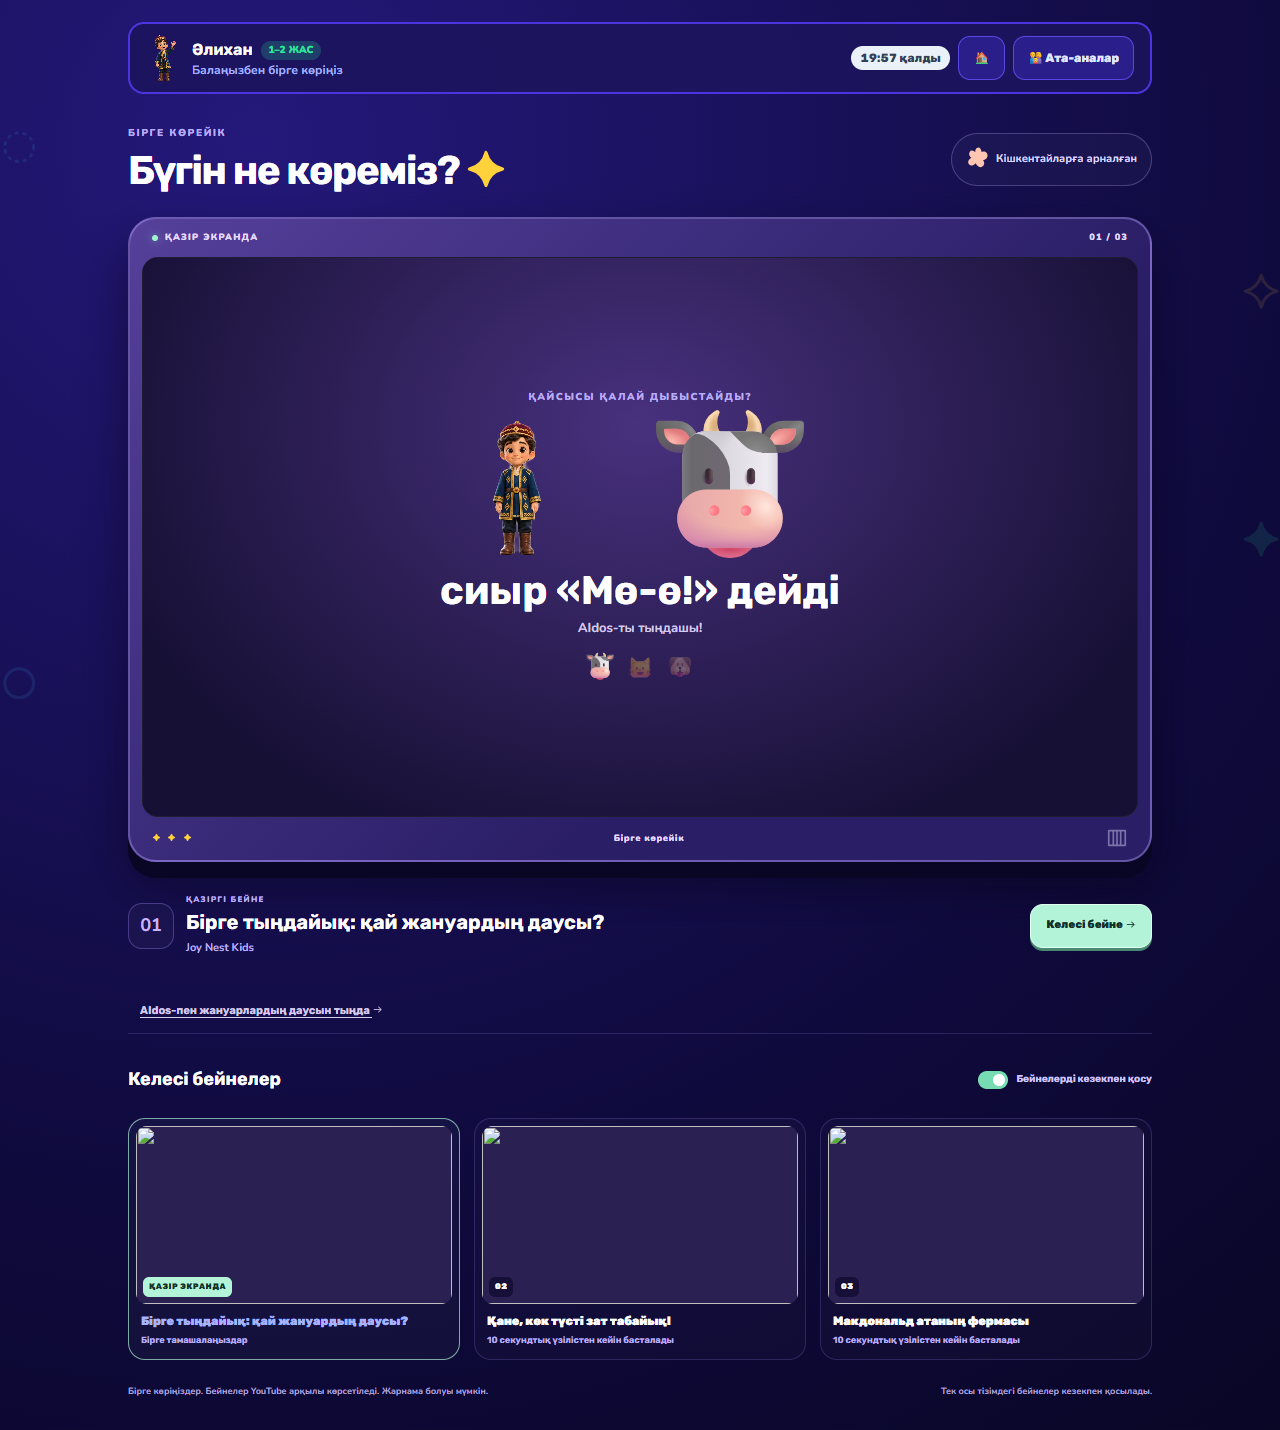 Әлихан 1–2 ЖАС
Балаңызбен бірге көріңіз
19:57 қалды
Ата-аналар
БІРГЕ КӨРЕЙІК
Бүгін не көреміз?
Кішкентайларға арналған
ҚАЗІР ЭКРАНДА
01 / 03
ҚАЙСЫСЫ ҚАЛАЙ ДЫБЫСТАЙДЫ?
сиыр «Мө-ө!» дейді
Aldos-ты тыңдашы!
Бірге көрейік
01
ҚАЗІРГІ БЕЙНЕ
Бірге тыңдайық: қай жануардың даусы?
Joy Nest Kids
Келесі бейне →
Aldos-пен жануарлардың даусын тыңда →
Келесі бейнелер
Бейнелерді кезекпен қосу
ҚАЗІР ЭКРАНДА
Бірге тыңдайық: қай жануардың даусы?
Бірге тамашалаңыздар
02
Қане, көк түсті зат табайық!
10 секундтық үзілістен кейін басталады
03
Макдональд атаның фермасы
10 секундтық үзілістен кейін басталады
Бірге көріңіздер. Бейнелер YouTube арқылы көрсетіледі. Жарнама болуы мүмкін.
Тек осы тізімдегі бейнелер кезекпен қосылады.